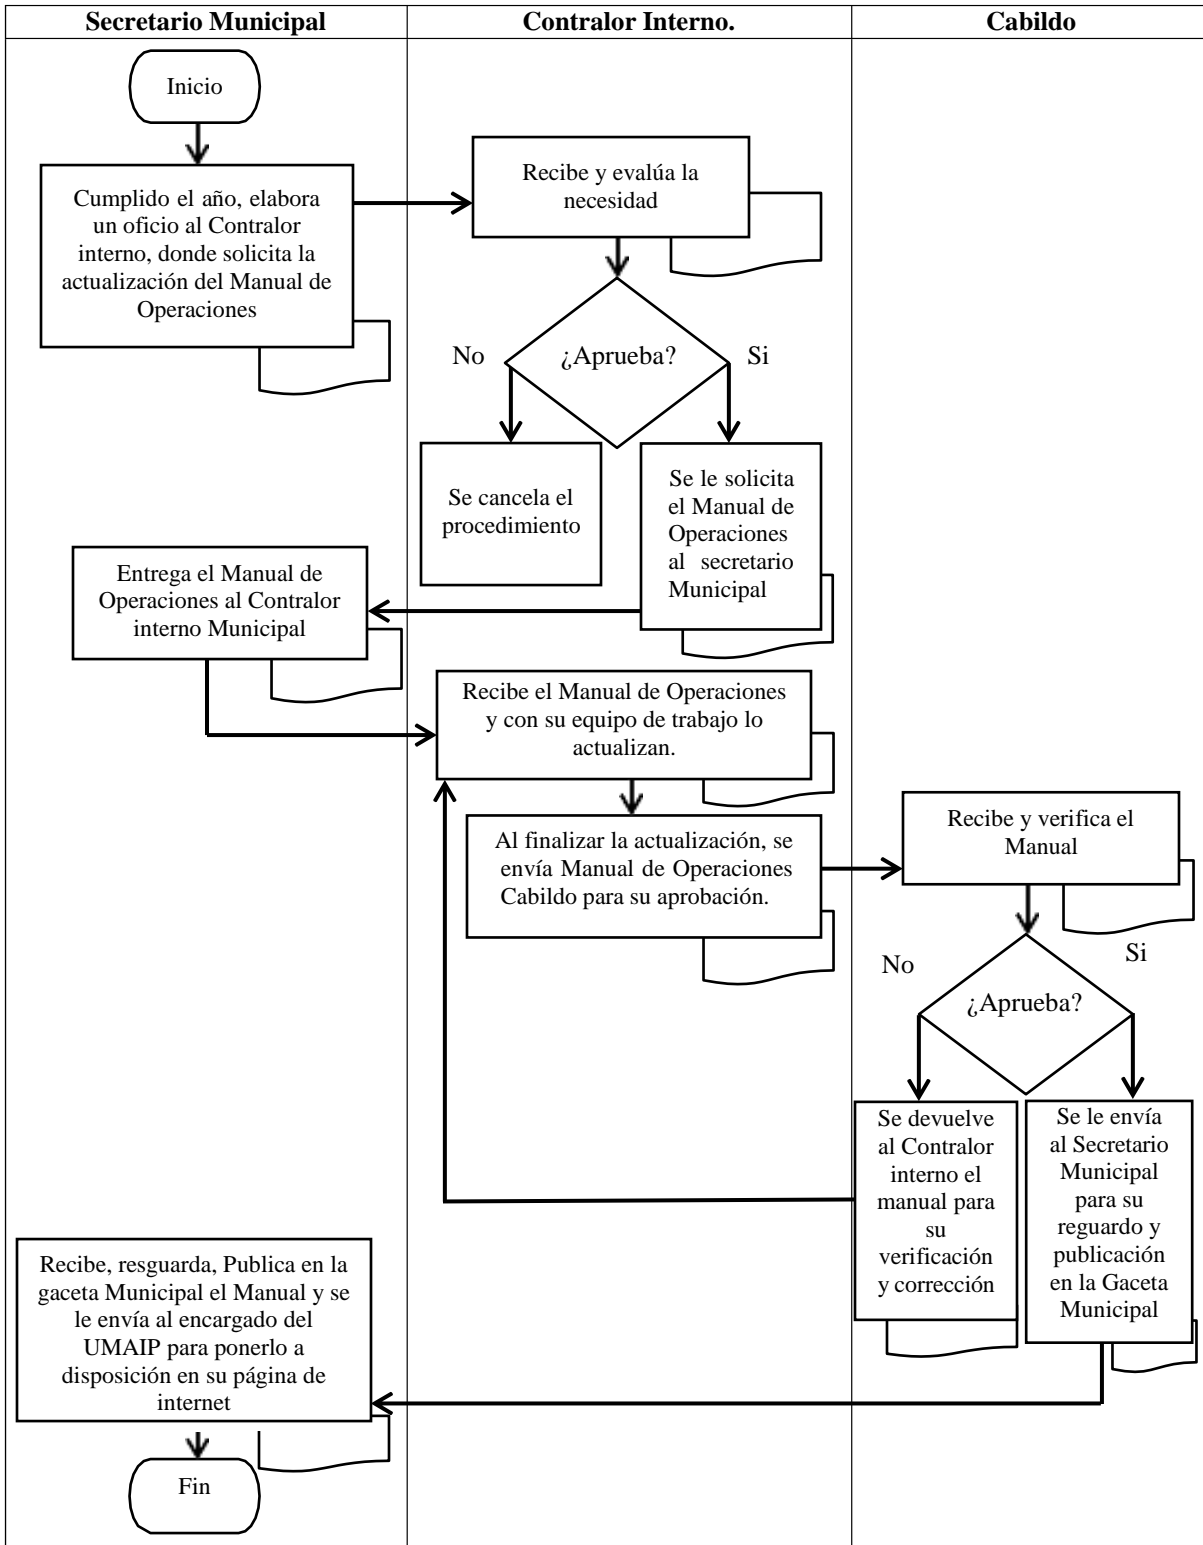 Secretario Municipal
Contralor Interno.
Cabildo
Inicio
Cumplido el año, elabora
un oficio al Contralor
interno, donde solicita la
actualización del Manual de
Operaciones
Recibe y evalúa la
necesidad
¿Aprueba?
No
Si
Se cancela el
procedimiento
Se le solicita
el Manual de
Operaciones
al secretario
Municipal
Entrega el Manual de
Operaciones al Contralor
interno Municipal
Recibe el Manual de Operaciones
y con su equipo de trabajo lo
actualizan.
Al finalizar la actualización, se
envía Manual de Operaciones
Cabildo para su aprobación.
Recibe y verifica el
Manual
¿Aprueba?
No
Si
Se devuelve
al Contralor
interno el
manual para
su
verificación
y corrección
Se le envía
al Secretario
Municipal
para su
reguardo y
publicación
en la Gaceta
Municipal
Recibe, resguarda, Publica en la
gaceta Municipal el Manual y se
le envía al encargado del
UMAIP para ponerlo a
disposición en su página de
internet
Fin